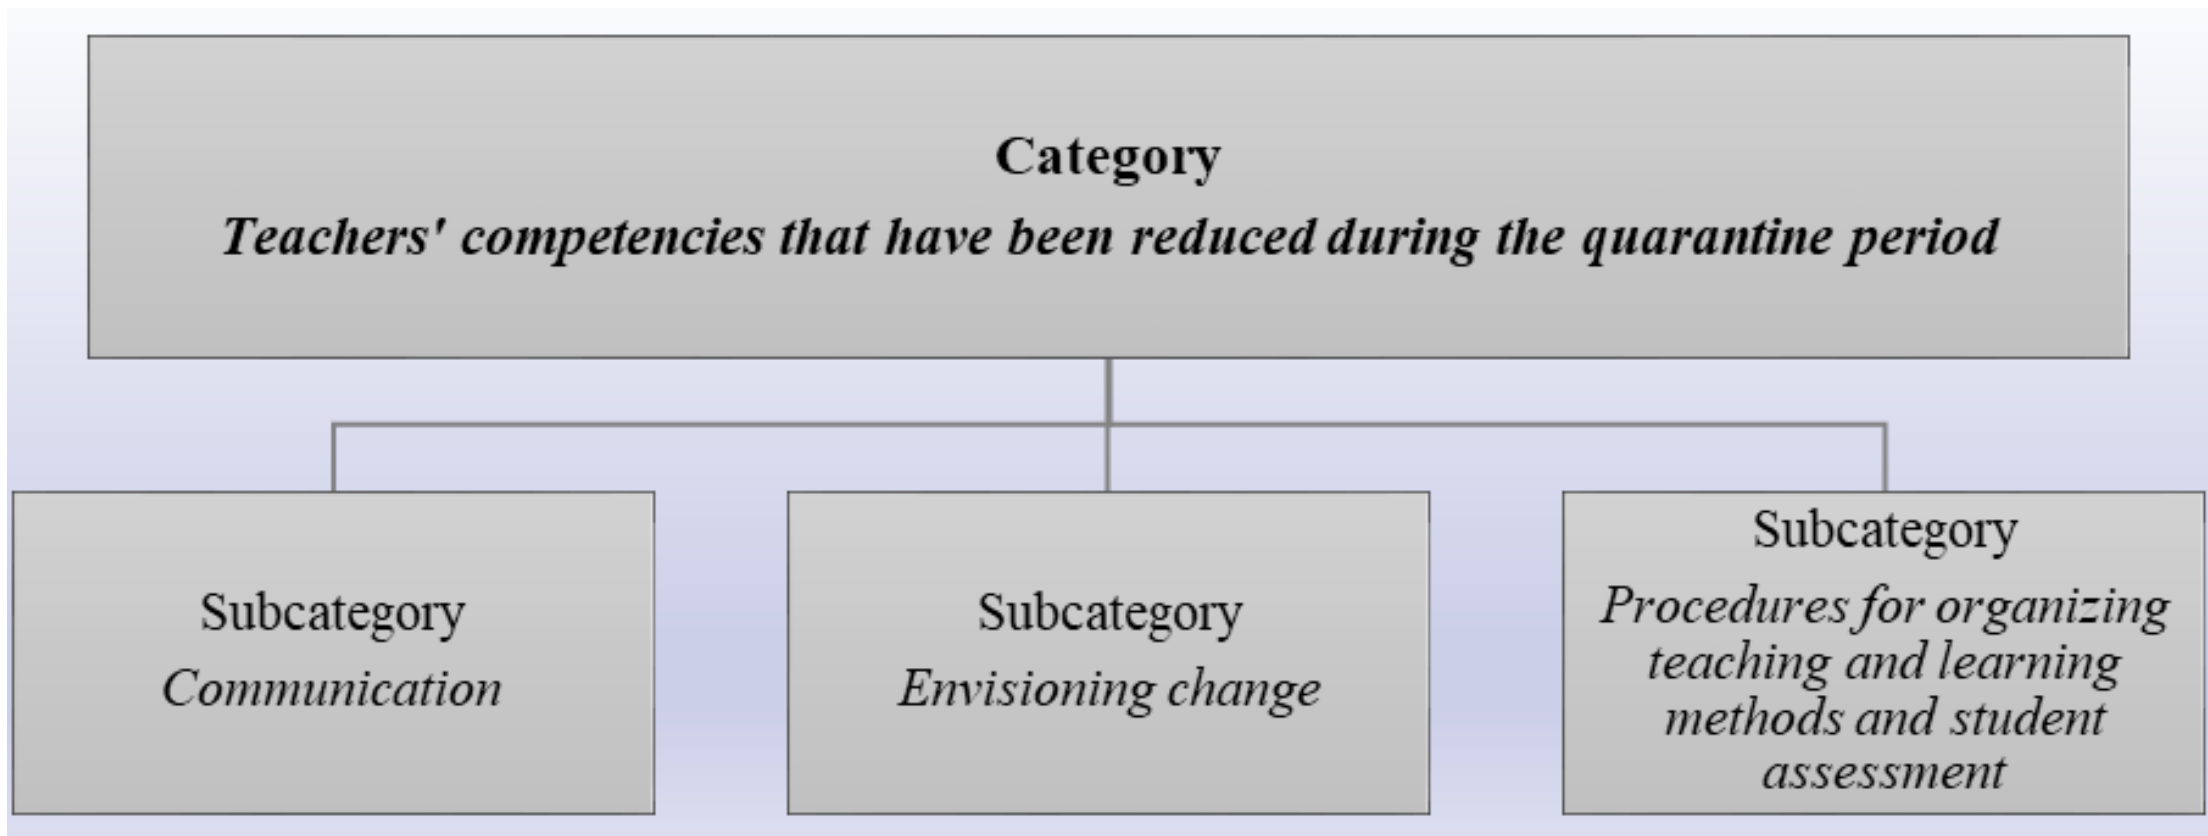 Category
Teachers' competencies that have been reduced during the quarantine period
Subcategory
Communication
Subcategory
Envisioning change
Subcategory
Procedures for organizing
teaching and learning
methods and student
assessment